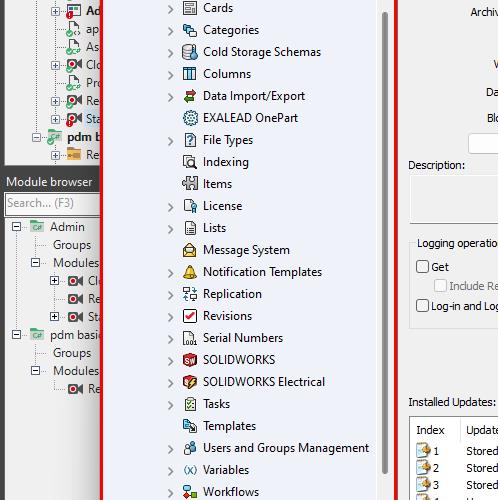 Ad
ap
As
Clo
Pro
Re
Sta
pdm b
Re
Module browser
Search... (F3)
Admin
Groups
Modules
Clo
Re
Sta
pdm basic
Groups
Modules
Re
Cards
Categories
Cold Storage Schemas
Columns
Data Import/Export
EXALEAD OnePart
File Types
Indexing
Items
License
Lists
Message System
Notification Templates
Replication
Revisions
Serial Numbers
SOLIDWORKS
SOLIDWORKS Electrical
Tasks
Templates
Users and Groups Management
Variables
Workflows
Archiv
Da
Blo
Description:
Logging operation
Get
Include Re
Log-in and Log
Installed Updates:
Index Update
1 Stored
2 Stored
3 Stored